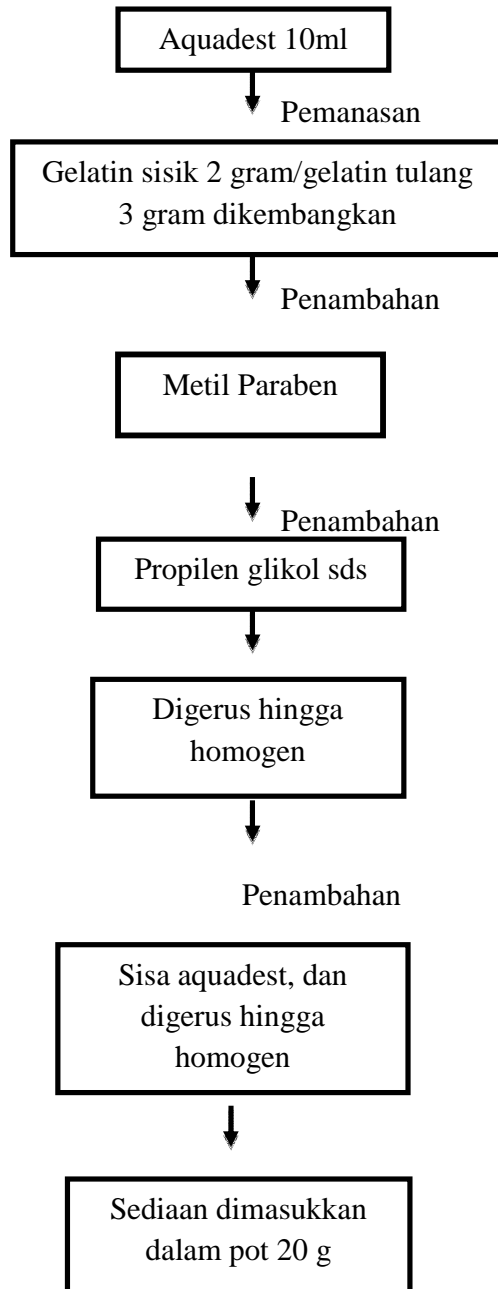 Aquadest 10ml
Pemanasan
Gelatin sisik 2 gram/gelatin tulang
3 gram dikembangkan
Penambahan
Metil Paraben
Penambahan
Propilen glikol sds
Digerus hingga
homogen
Penambahan
Sisa aquadest, dan
digerus hingga
homogen
Sediaan dimasukkan
dalam pot 20 g